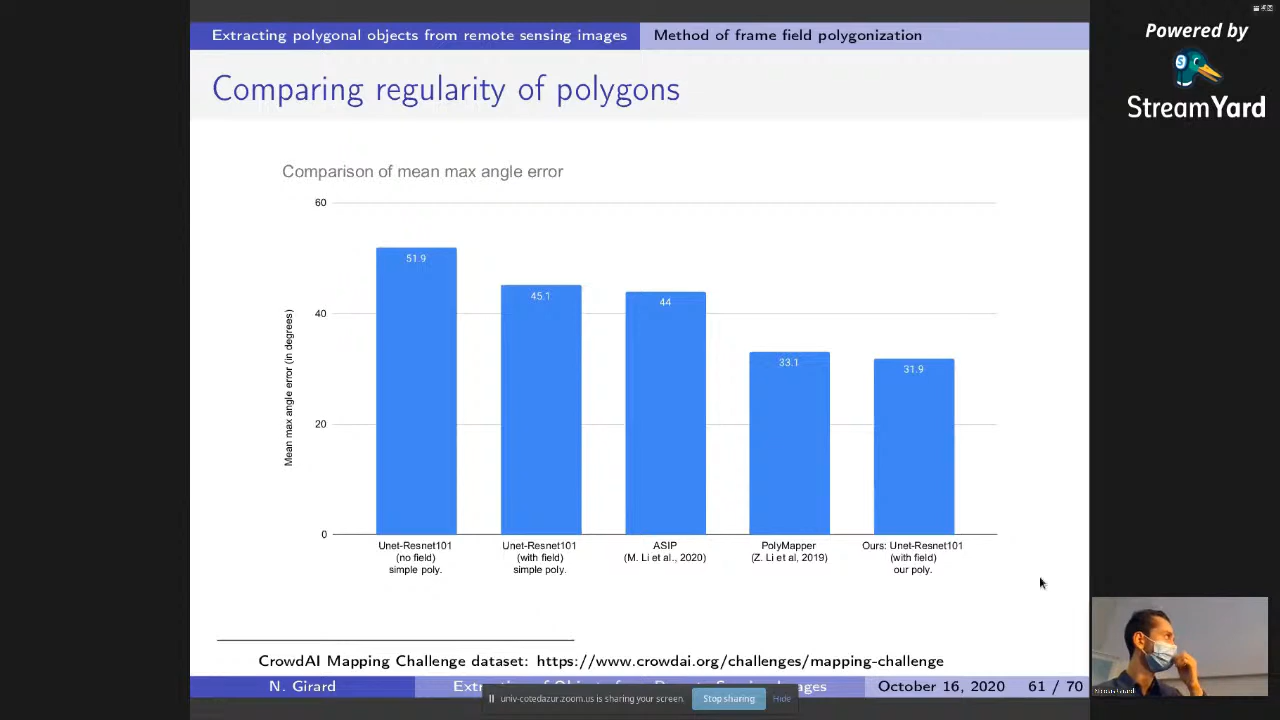 Extracting polygonal objects from remote sensing images
Method of frame field polygonization
Powered by
StreamYard
Comparing regularity of polygons
Comparison of mean max angle error
Mean max angle error (in degrees)
60
40
20
0
51.9
45.1
44
33.1
31.9
Unet-Resnet101
(no field)
simple poly.
Unet-Resnet101
(with field)
simple poly.
ASIP
(M. Li et al., 2020)
PolyMapper
(Z. Li et al, 2019)
Ours: Unet-Resnet101
(with field)
our poly.
CrowdAI Mapping Challenge dataset: https://www.crowdai.org/challenges/mapping-challenge
N. Girard
October 16, 2020
61 / 70
univ-cotedazur.zoom.us is sharing your screen.
Stop sharing
Hide